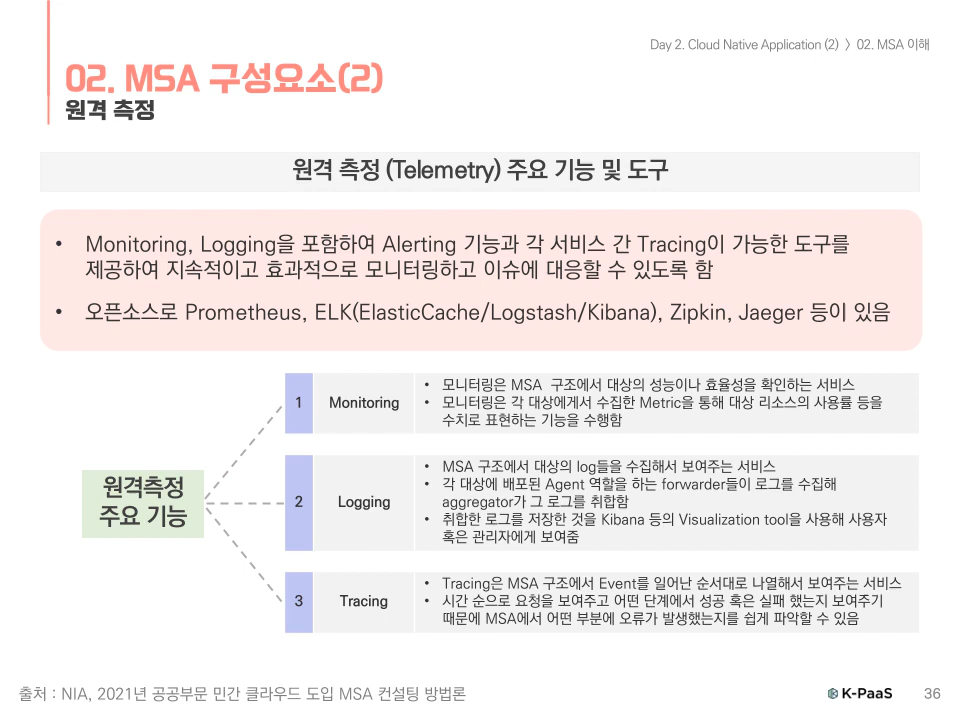 Day 2. Cloud Native Application (2) 〉 02. MSA 이해
02. MSA 구성요소(2)
원격 측정
원격 측정 (Telemetry) 주요 기능 및 도구
• Monitoring, Logging을 포함하여 Alerting 기능과 각 서비스 간 Tracing이 가능한 도구를
제공하여 지속적이고 효과적으로 모니터링하고 이슈에 대응할 수 있도록 함
• 오픈소스로 Prometheus, ELK(ElasticCache/Logstash/Kibana), Zipkin, Jaeger 등이 있음
원격측정
주요 기능
1
Monitoring
• 모니터링은 MSA 구조에서 대상의 성능이나 효율성을 확인하는 서비스
• 모니터링은 각 대상에게서 수집한 Metric을 통해 대상 리소스의 사용률 등을
수치로 표현하는 기능을 수행함
2
Logging
• MSA 구조에서 대상의 log들을 수집해서 보여주는 서비스
• 각 대상에 배포된 Agent 역할을 하는 forwarder들이 로그를 수집해
aggregator가 그 로그를 취합함
• 취합한 로그를 저장한 것을 Kibana 등의 Visualization tool을 사용해 사용자
혹은 관리자에게 보여줌
3
Tracing
• Tracing은 MSA 구조에서 Event를 일어난 순서대로 나열해서 보여주는 서비스
• 시간 순으로 요청을 보여주고 어떤 단계에서 성공 혹은 실패 했는지 보여주기
때문에 MSA에서 어떤 부분에 오류가 발생했는지를 쉽게 파악할 수 있음
출처 : NIA, 2021년 공공부문 민간 클라우드 도입 MSA 컨설팅 방법론
K-PaaS
36